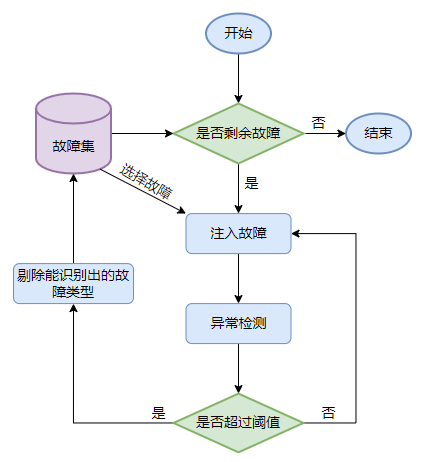 开始
故障集
是否剩余故障
否
结束
选择故障
是
注入故障
剔除能识别出的故
障类型
异常检测
是
是否超过阈值
否